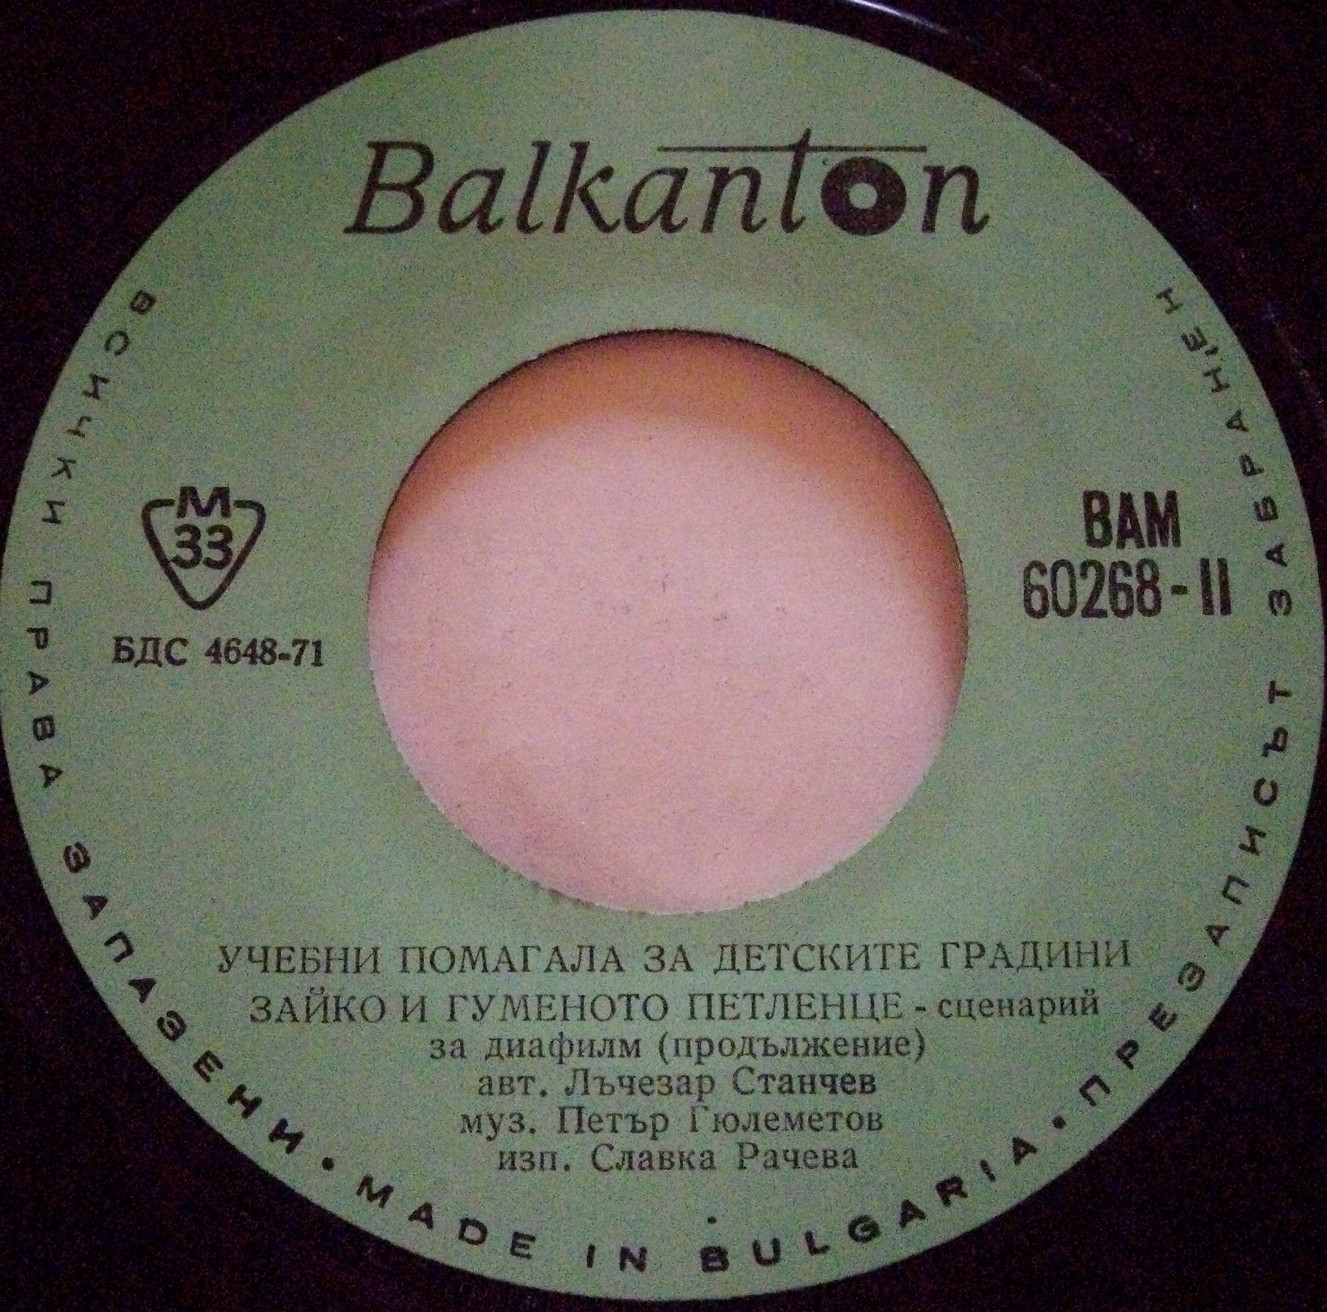 Balkanton
М
33
БДС 4648-71
ВАМ
60268-II
УЧЕБНИ ПОМАГАЛА ЗА ДЕТСКИТЕ ГРАДИНИ
ЗАЙКО И ГУМЕНОТО ПЕТЛЕНЦЕ - сценарий
за диафилм (продължение)
авт. Лъчезар Станчев
муз. Петър Гюлеметов
изп. Славка Рачева
ВСИЧКИ ПРАВА ЗАПАЗЕНИ • MADE IN BULGARIA • ПРЕЗАПИСЪТ ЗАБРАНЕН